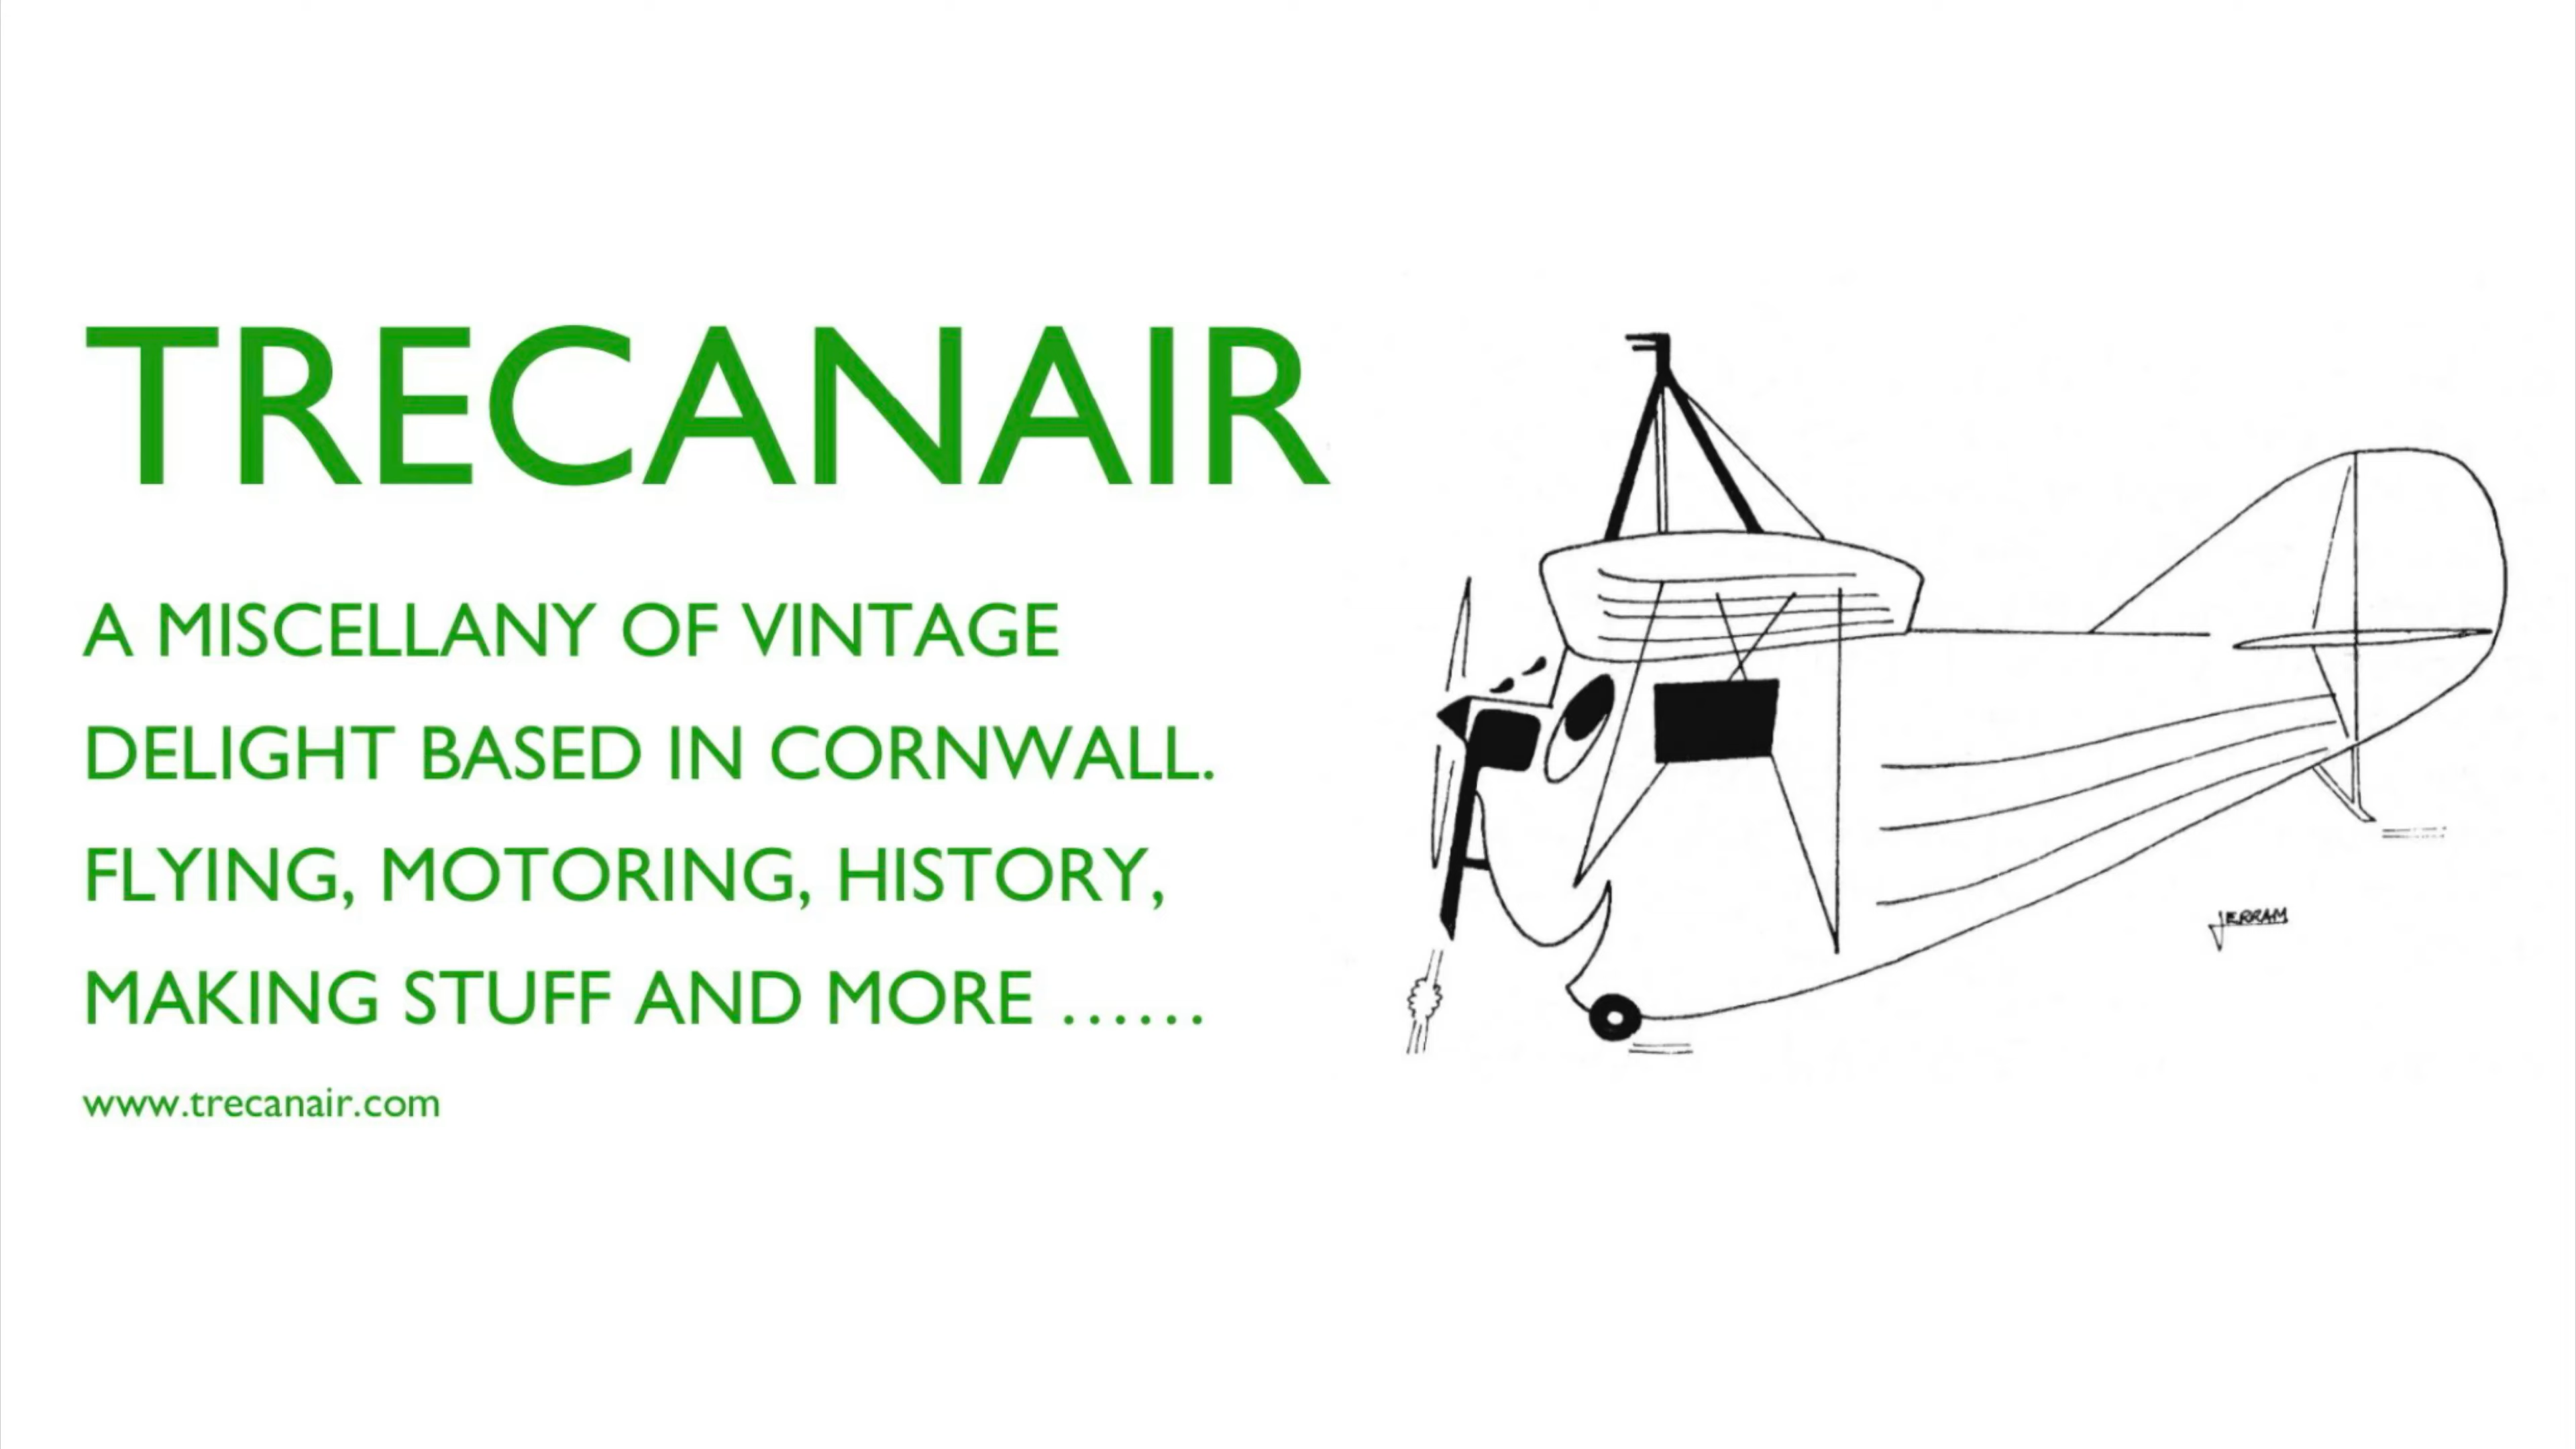 TRECANAIR
A MISCELLANY OF VINTAGE
DELIGHT BASED IN CORNWALL.
FLYING, MOTORING, HISTORY,
MAKING STUFF AND MORE ......
www.trecanair.com
JERRAM